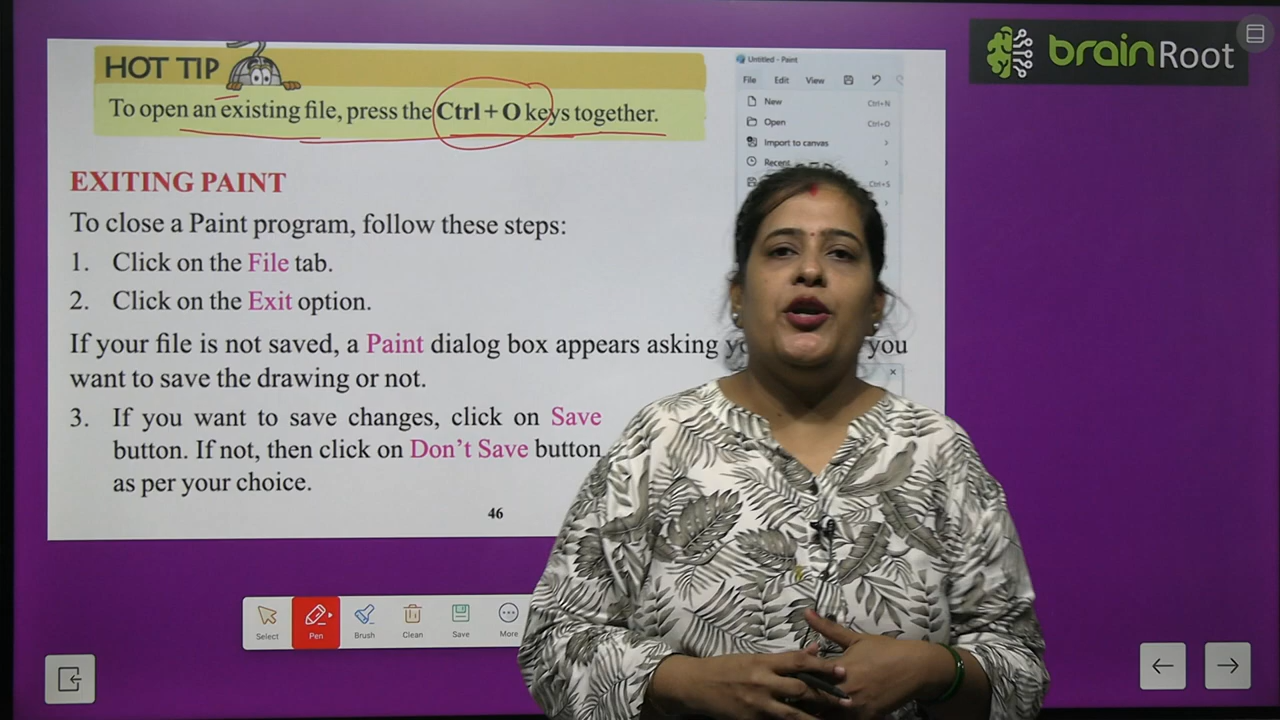 brainRoot
HOT TIP
To open an existing file, press the Ctrl + O keys together.
Untitled - Paint
File Edit View
New Ctrl+N
Open Ctrl+O
Import to canvas
Recent
Ctrl+S
EXITING PAINT
To close a Paint program, follow these steps:
1. Click on the File tab.
2. Click on the Exit option.
If your file is not saved, a Paint dialog box appears asking you
want to save the drawing or not.
3. If you want to save changes, click on Save
button. If not, then click on Don't Save button
as per your choice.
46
Select Pen Brush Clean Save More